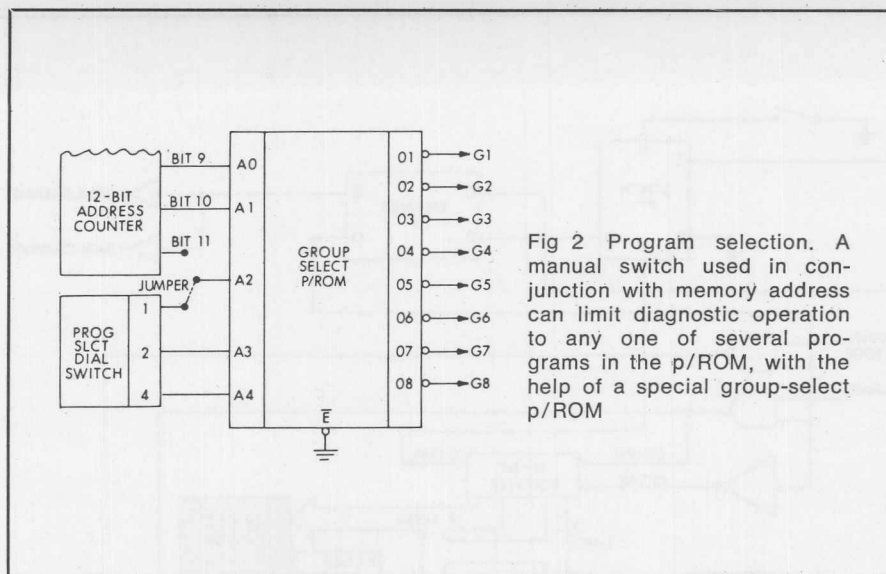 12-BIT
ADDRESS
COUNTER
BIT 9
BIT 10
BIT 11
JUMPER
PROG
SLCT
DIAL
SWITCH
1
2
4
A0
A1
A2
A3
A4
GROUP
SELECT
P/ROM
E
01
02
03
04
05
06
07
08
G1
G2
G3
G4
G5
G6
G7
G8
Fig 2 Program selection. A
manual switch used in con-
junction with memory address
can limit diagnostic operation
to any one of several pro-
grams in the p/ROM, with the
help of a special group-select
p/ROM